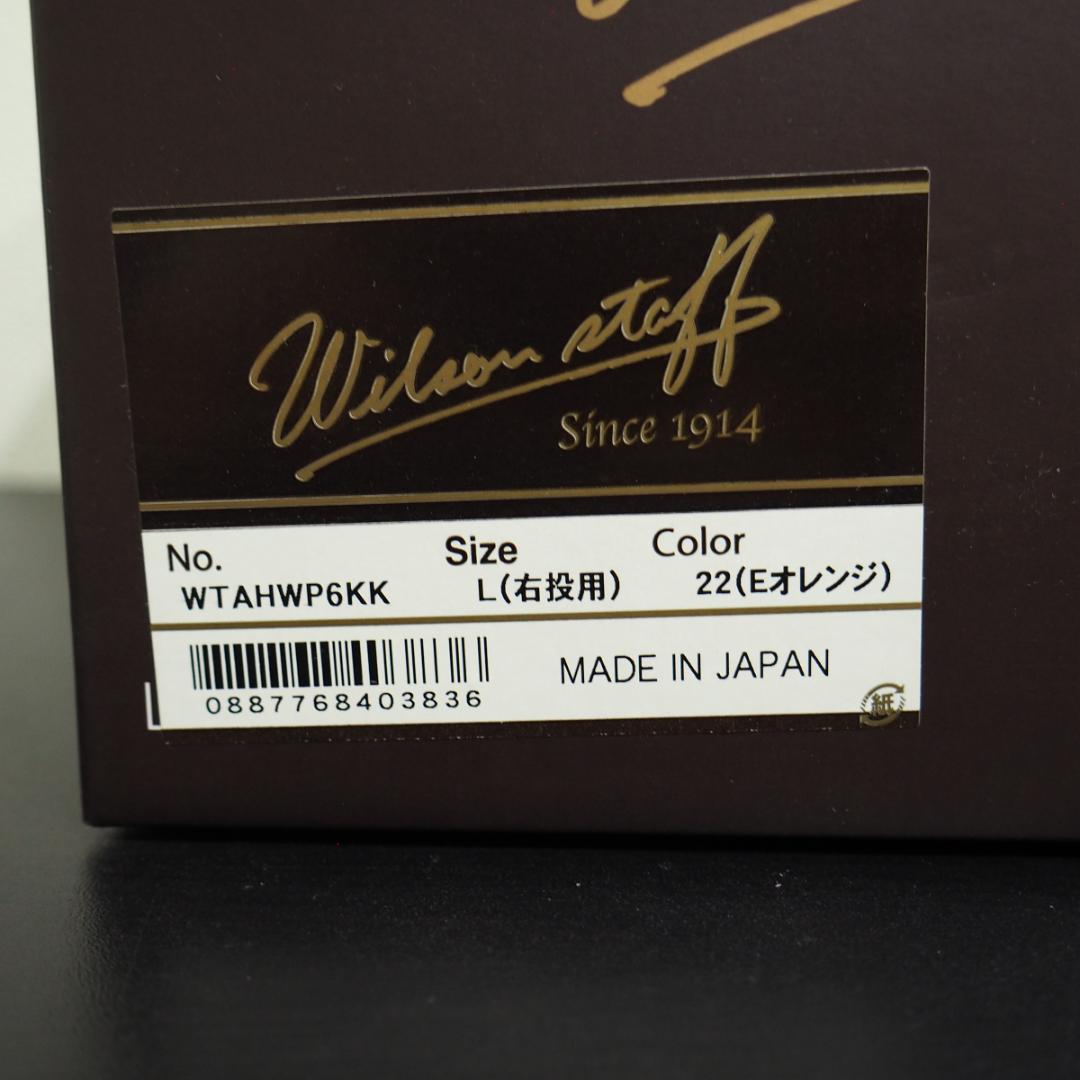 Wilson staff
Since 1914
No. Size Color
WTAHWP6KK L(右投用) 22(Eオレンジ)
0887768403836 MADE IN JAPAN
紙